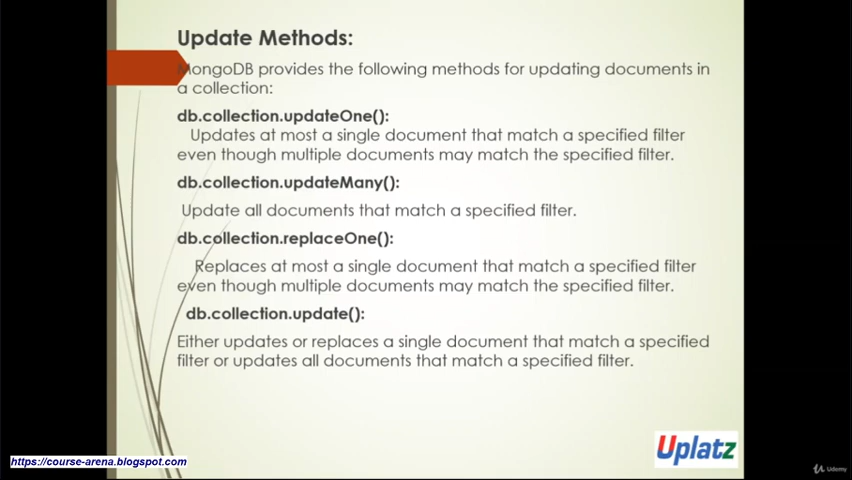 Update Methods:
MongoDB provides the following methods for updating documents in
a collection:
db.collection.updateOne():
Updates at most a single document that match a specified filter
even though multiple documents may match the specified filter.
db.collection.updateMany():
Update all documents that match a specified filter.
db.collection.replaceOne():
Replaces at most a single document that match a specified filter
even though multiple documents may match the specified filter.
db.collection.update():
Either updates or replaces a single document that match a specified
filter or updates all documents that match a specified filter.
Uplatz
https://course-arena.blogspot.com
Udemy